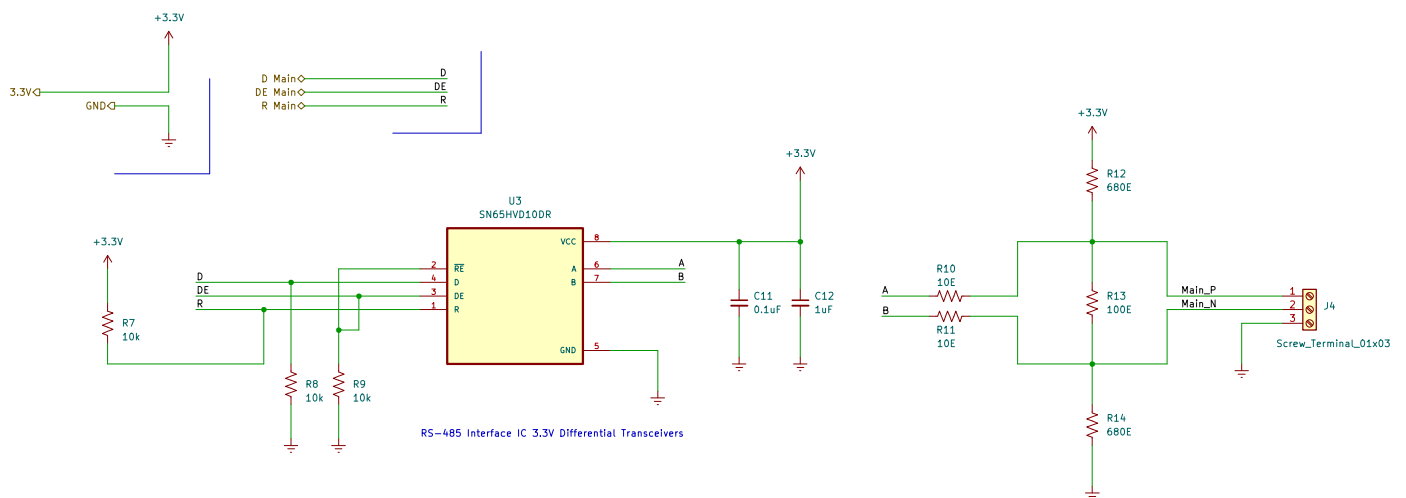 +3.3V
3.3V
GND
D Main
DE Main
R Main
D
DE
R
+3.3V
R12
680E
+3.3V
U3
SN65HVD10DR
+3.3V
R7
10k
D
DE
R
2 RE
4 D
3 DE
1 R
VCC 8
A 6
B 7
GND 5
A
B
C11
0.1uF
C12
1uF
R8
10k
R9
10k
A
B
R10
10E
R11
10E
R13
100E
Main_P
Main_N
1
2
3
J4
Screw_Terminal_01x03
R14
680E
RS-485 Interface IC 3.3V Differential Transceivers